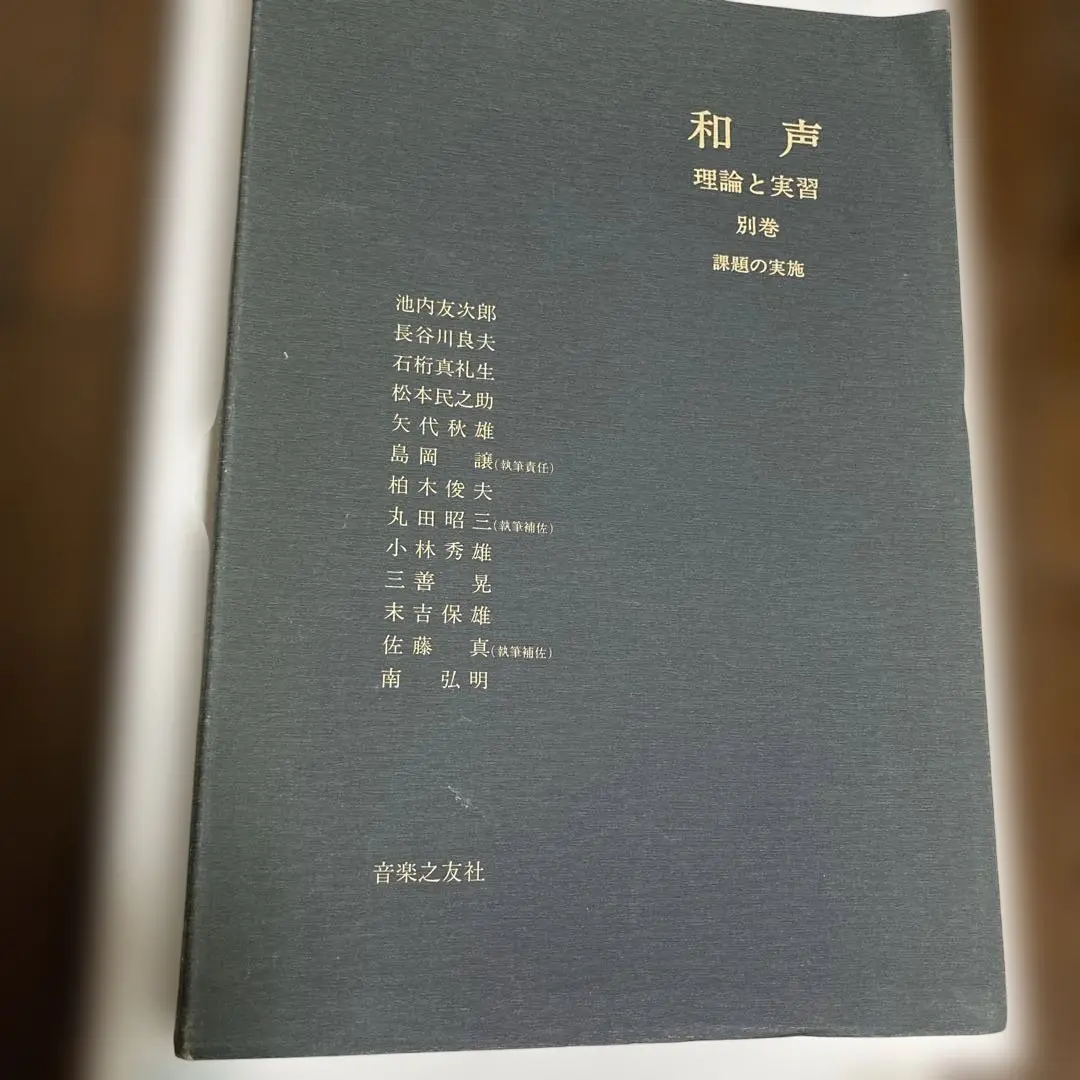 和声
理論と実習
別巻
課題の実施
池内友次郎
長谷川良夫
石桁真礼生
松本民之助
矢代秋雄
島岡 譲(執筆責任)
柏木俊夫
丸田昭三(執筆補佐)
小林秀雄
三善 晃
末吉保雄
佐藤 真(執筆補佐)
南 弘明
音楽之友社